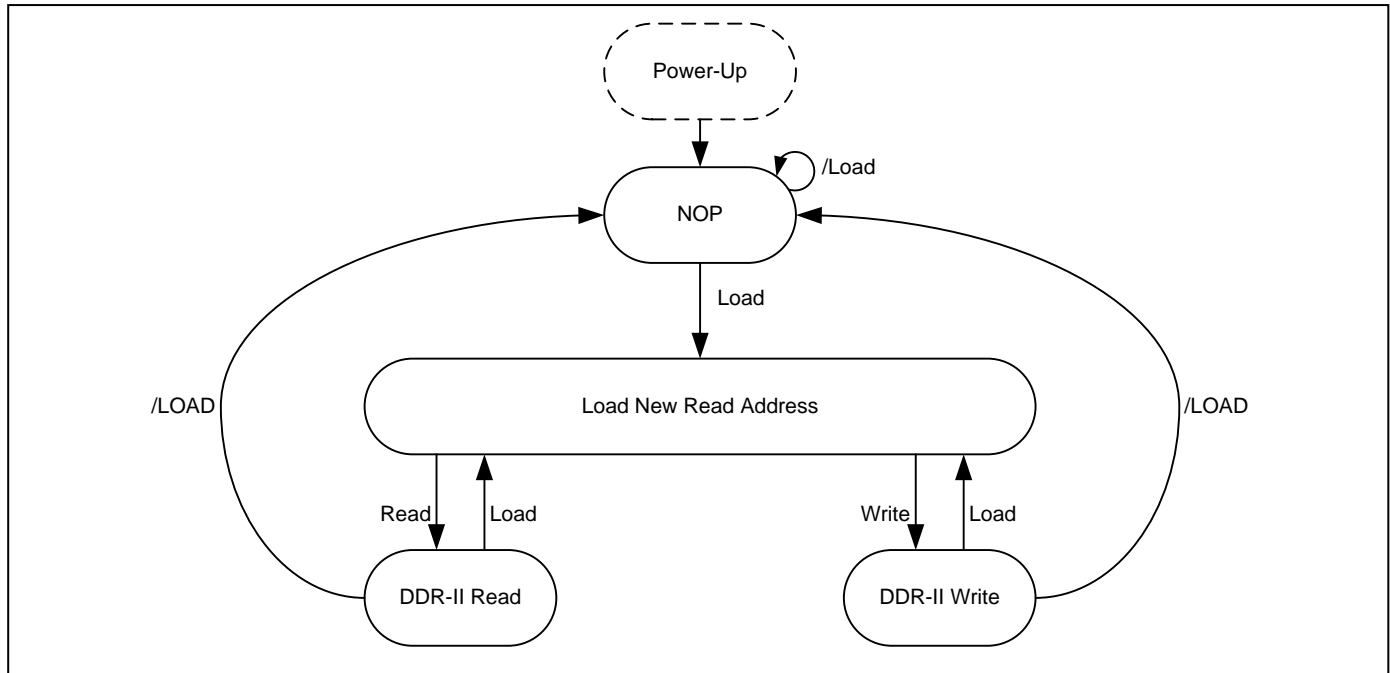 Power-Up
/Load
NOP
Load
Load New Read Address
/LOAD
/LOAD
Read
Load
Write
Load
DDR-II Read
DDR-II Write